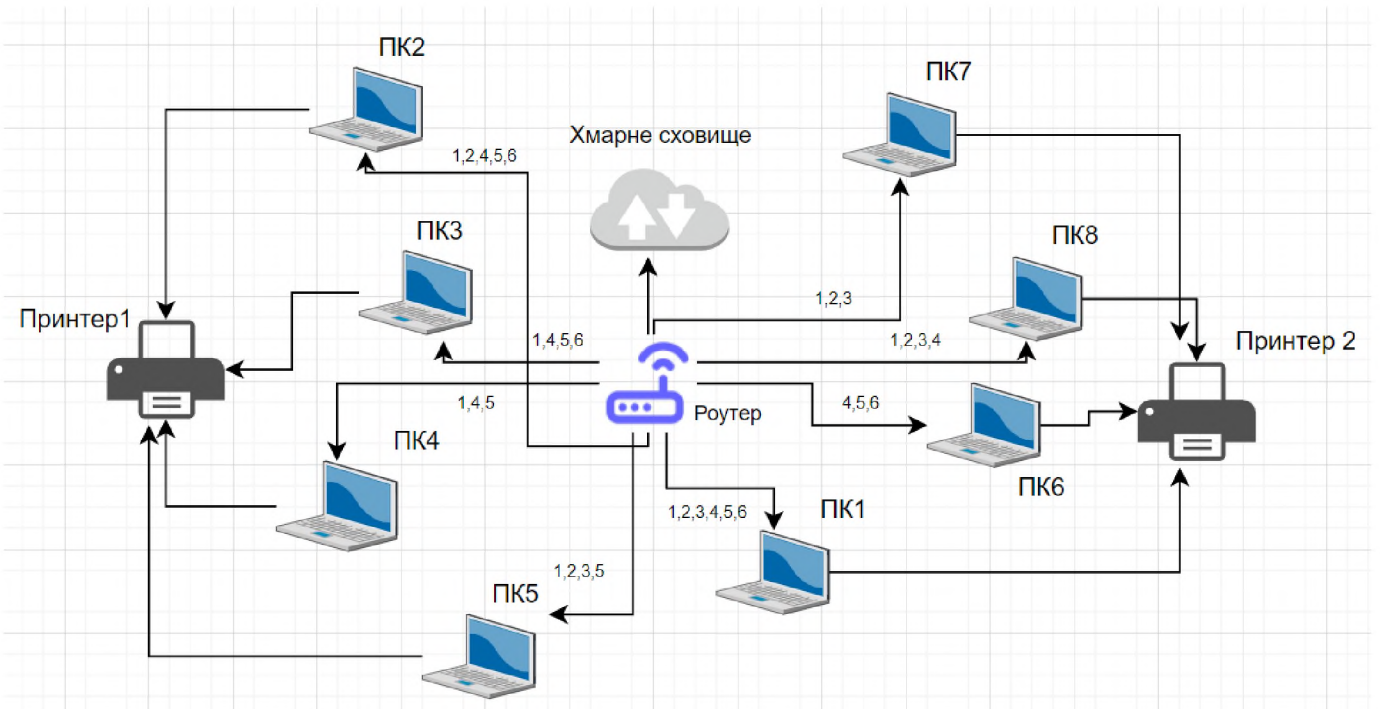 ПК2
ПК7
Хмарне сховище
1,2,4,5,6
ПК3
ПК8
1,2,3
Принтер1
1,4,5,6
1,2,3,4
Принтер 2
1,4,5
4,5,6
Роутер
ПК4
ПК6
1,2,3,4,5,6
ПК1
1,2,3,5
ПК5